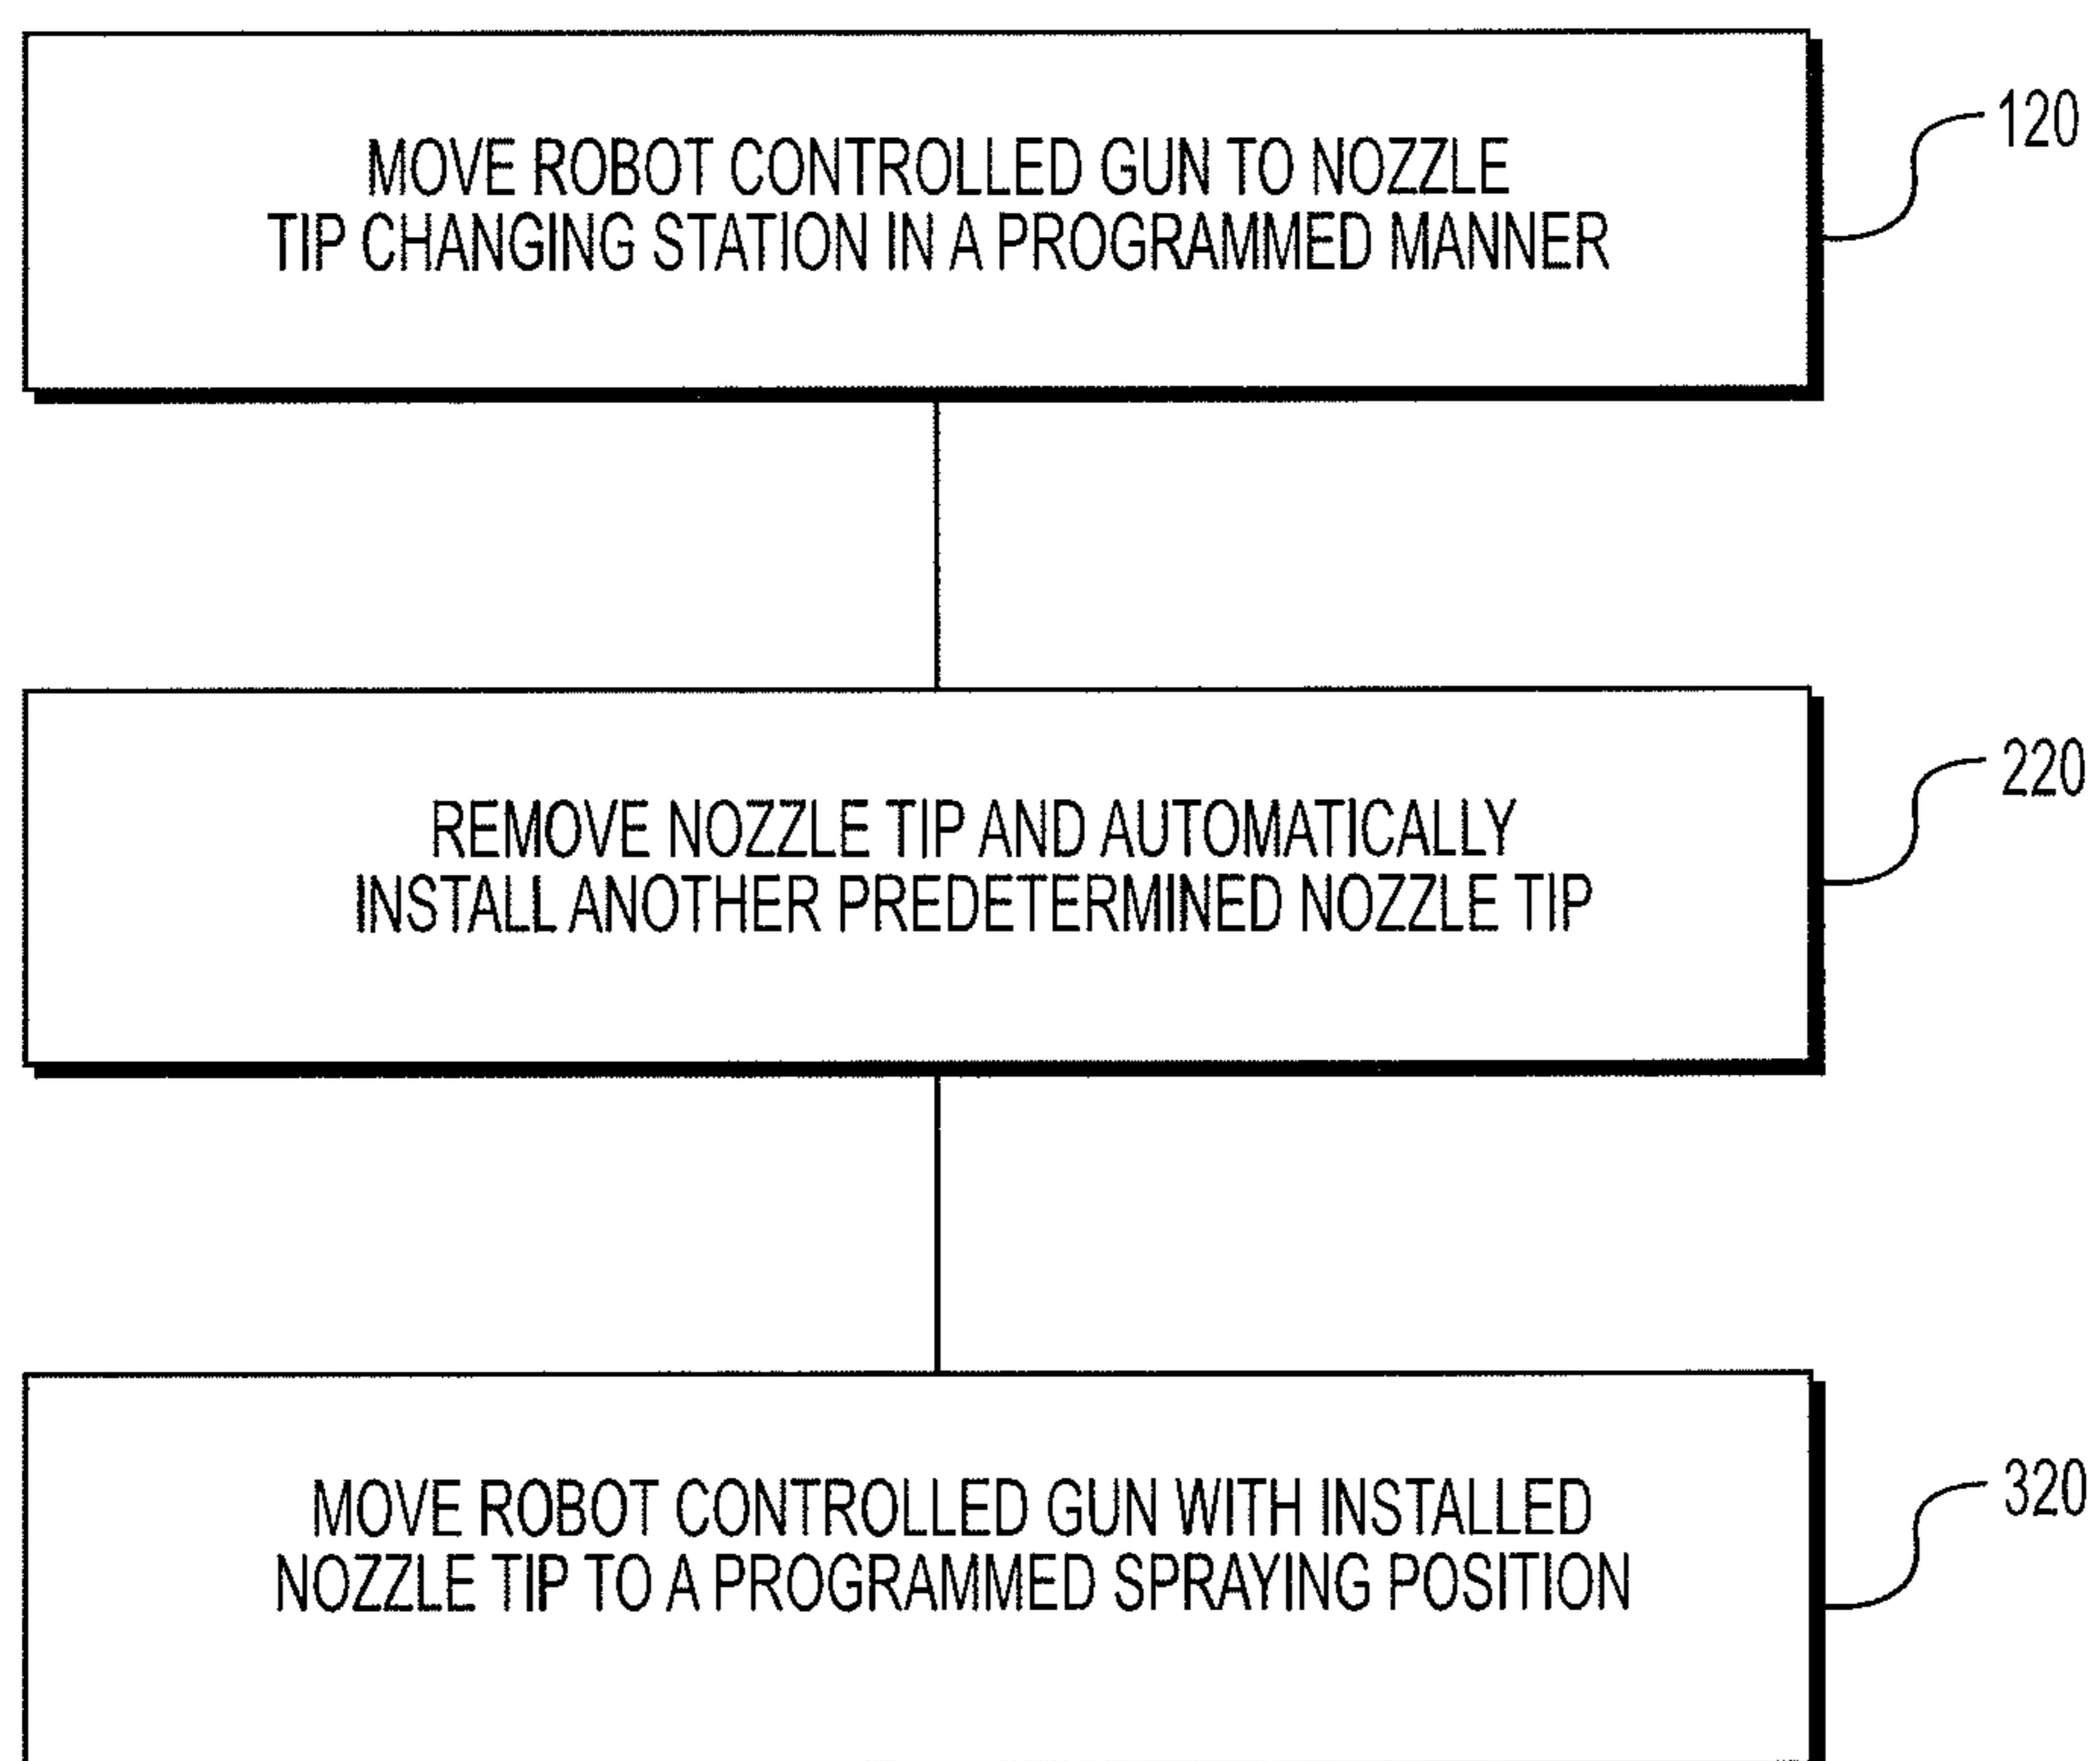 MOVE ROBOT CONTROLLED GUN TO NOZZLE
TIP CHANGING STATION IN A PROGRAMMED MANNER
120
REMOVE NOZZLE TIP AND AUTOMATICALLY
INSTALL ANOTHER PREDETERMINED NOZZLE TIP
220
MOVE ROBOT CONTROLLED GUN WITH INSTALLED
NOZZLE TIP TO A PROGRAMMED SPRAYING POSITION
320